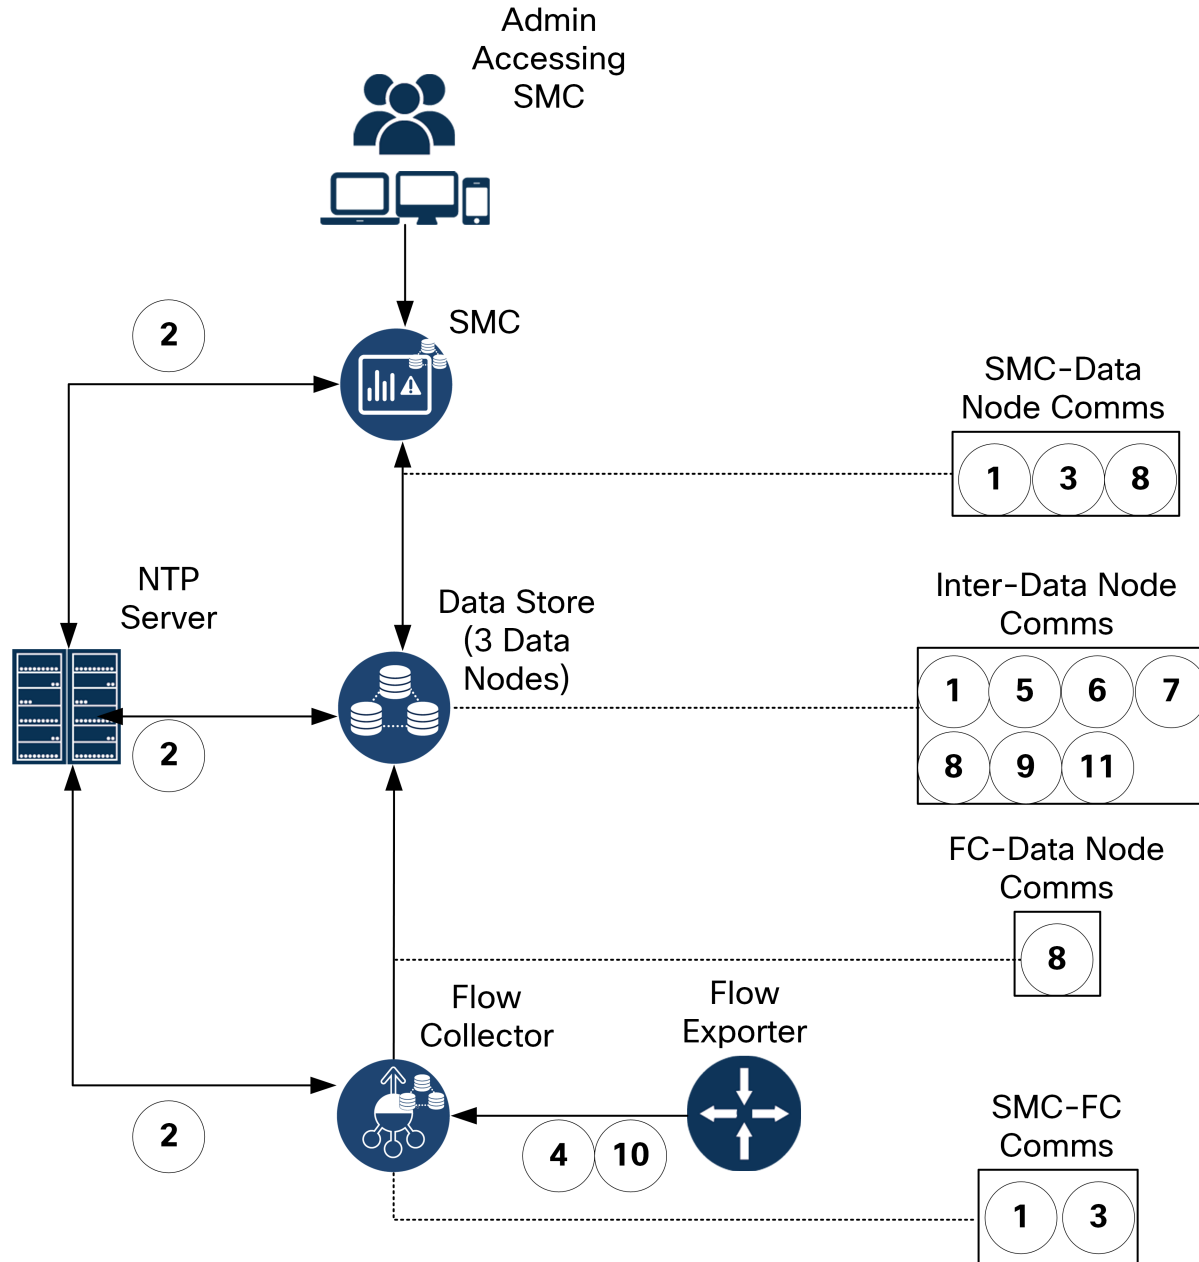 Admin
Accessing
SMC
SMC
2
SMC-Data
Node Comms
1 3 8
NTP
Server
Data Store
(3 Data
Nodes)
2
Inter-Data Node
Comms
1 5 6 7
8 9 11
FC-Data Node
Comms
8
Flow
Collector
Flow
Exporter
2
4 10
SMC-FC
Comms
1 3